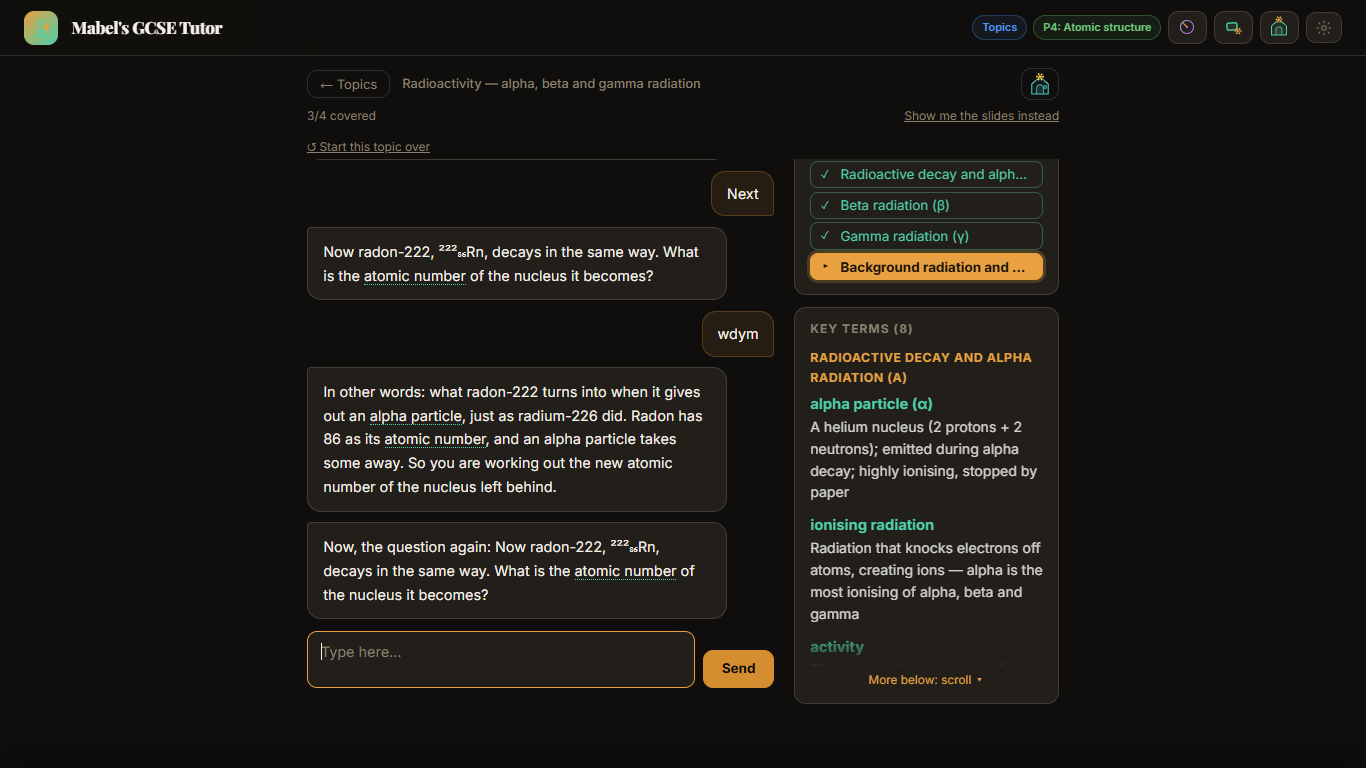 Mabel's GCSE Tutor
Topics
P4: Atomic structure
← Topics
Radioactivity — alpha, beta and gamma radiation
3/4 covered
Show me the slides instead
↺ Start this topic over
Next
Now radon-222, ²²²₈₆Rn, decays in the same way. What
is the atomic number of the nucleus it becomes?
wdym
In other words: what radon-222 turns into when it gives
out an alpha particle, just as radium-226 did. Radon has
86 as its atomic number, and an alpha particle takes
some away. So you are working out the new atomic
number of the nucleus left behind.
Now, the question again: Now radon-222, ²²²₈₆Rn,
decays in the same way. What is the atomic number of
the nucleus it becomes?
Type here...
Send
✓ Radioactive decay and alph...
✓ Beta radiation (β)
✓ Gamma radiation (γ)
‣ Background radiation and ...
KEY TERMS (8)
RADIOACTIVE DECAY AND ALPHA
RADIATION (Α)
alpha particle (α)
A helium nucleus (2 protons + 2
neutrons); emitted during alpha
decay; highly ionising, stopped by
paper
ionising radiation
Radiation that knocks electrons off
atoms, creating ions — alpha is the
most ionising of alpha, beta and
gamma
activity
More below: scroll ▾